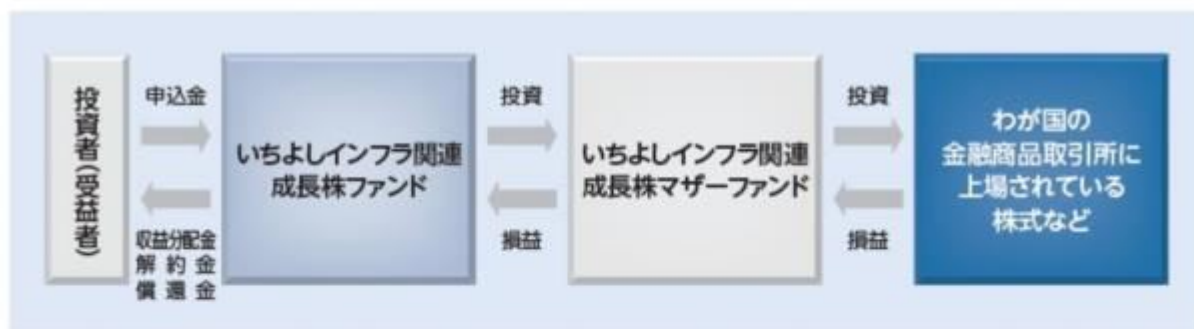 投資者(受益者)
申込金
収益分配金
解約金
償還金
いちよしインフラ関連
成長株ファンド
投資
損益
いちよしインフラ関連
成長株マザーファンド
投資
損益
わが国の
金融商品取引所に
上場されている
株式など